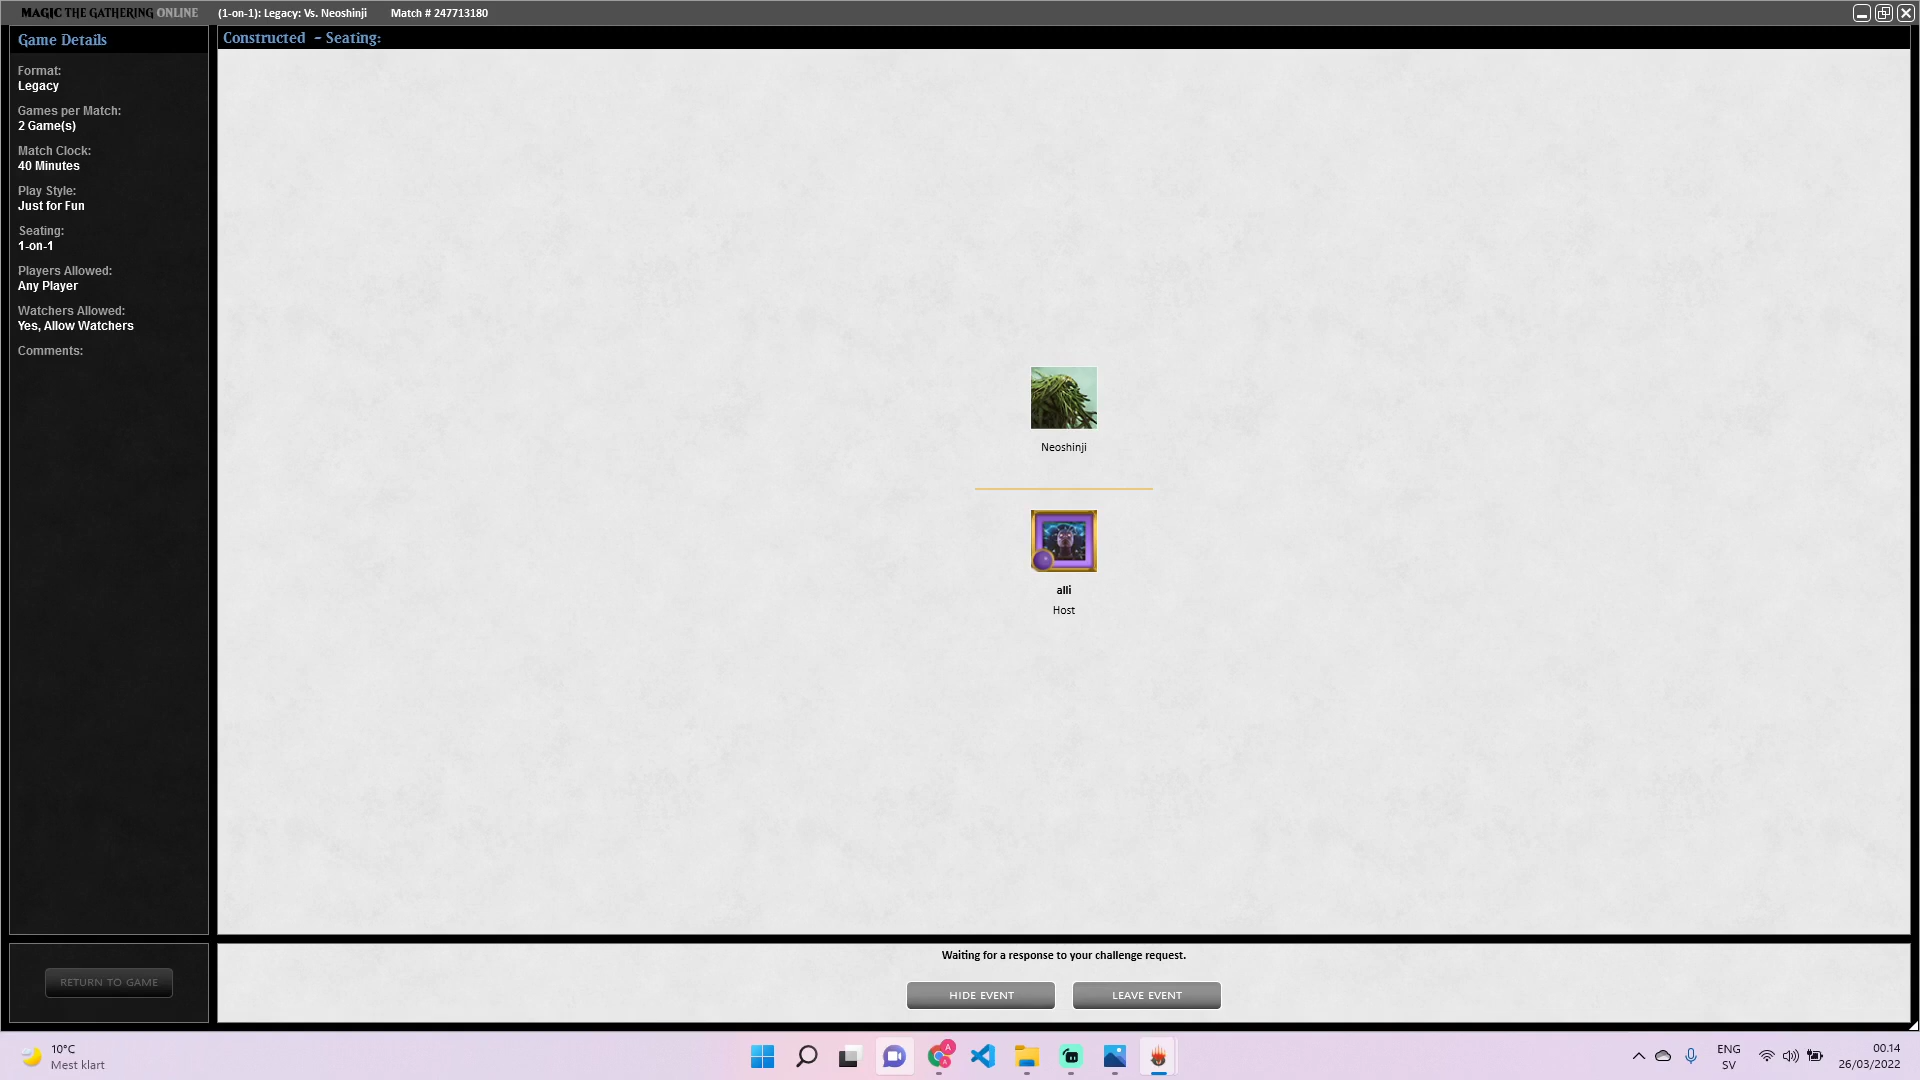 MAGIC THE GATHERING ONLINE (1-on-1): Legacy: Vs. Neoshinji Match # 247713180
Game Details
Format:
Legacy
Games per Match:
2 Game(s)
Match Clock:
40 Minutes
Play Style:
Just for Fun
Seating:
1-on-1
Players Allowed:
Any Player
Watchers Allowed:
Yes, Allow Watchers
Comments:
Constructed - Seating:
Neoshinji
alli
Host
RETURN TO GAME
Waiting for a response to your challenge request.
HIDE EVENT LEAVE EVENT
10°C
Mest klart
A
A
ENG
SV
00.14
26/03/2022